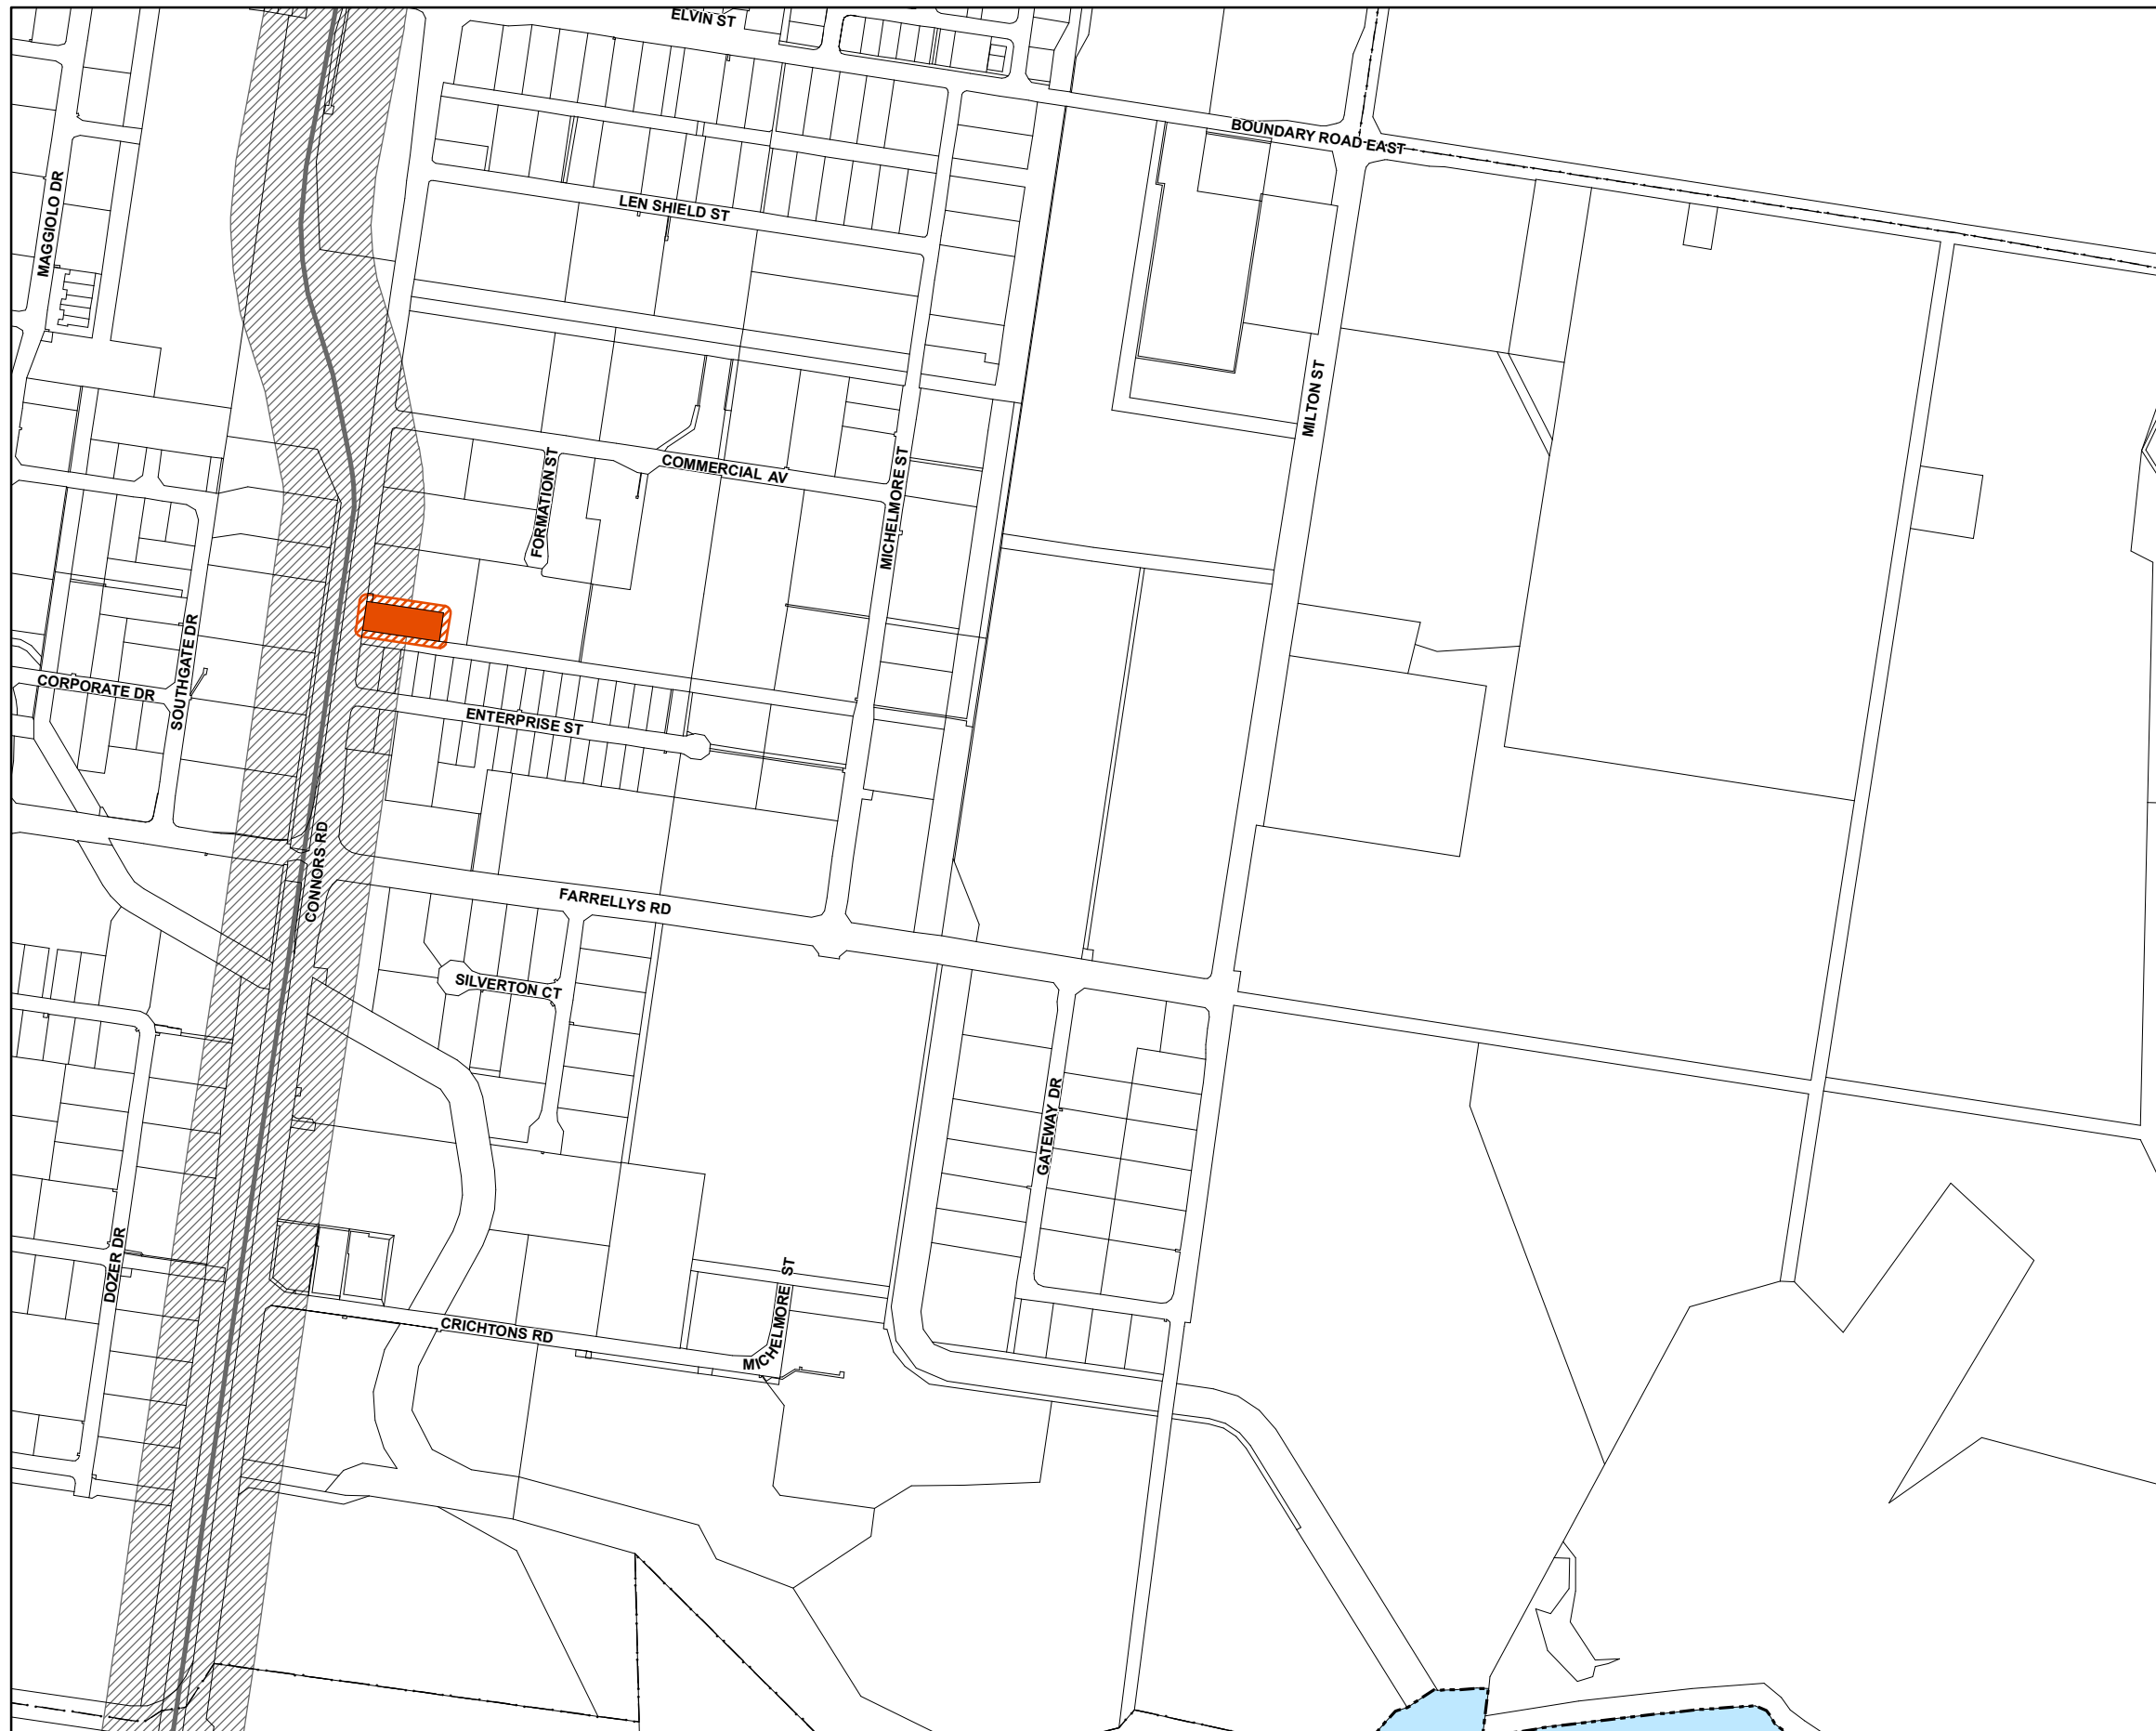 ELVIN ST
BOUNDARY ROAD EAST
MAGGIOLO DR
LEN SHIELD ST
MILTON ST
COMMERCIAL AV
FORMATION ST
MICHELMORE ST
SOUTHGATE DR
CORPORATE DR
ENTERPRISE ST
CONNORS RD
FARRELLYS RD
SILVERTON CT
GATEWAY DR
DOZER DR
MICHELMORE ST
CRICHTONS RD